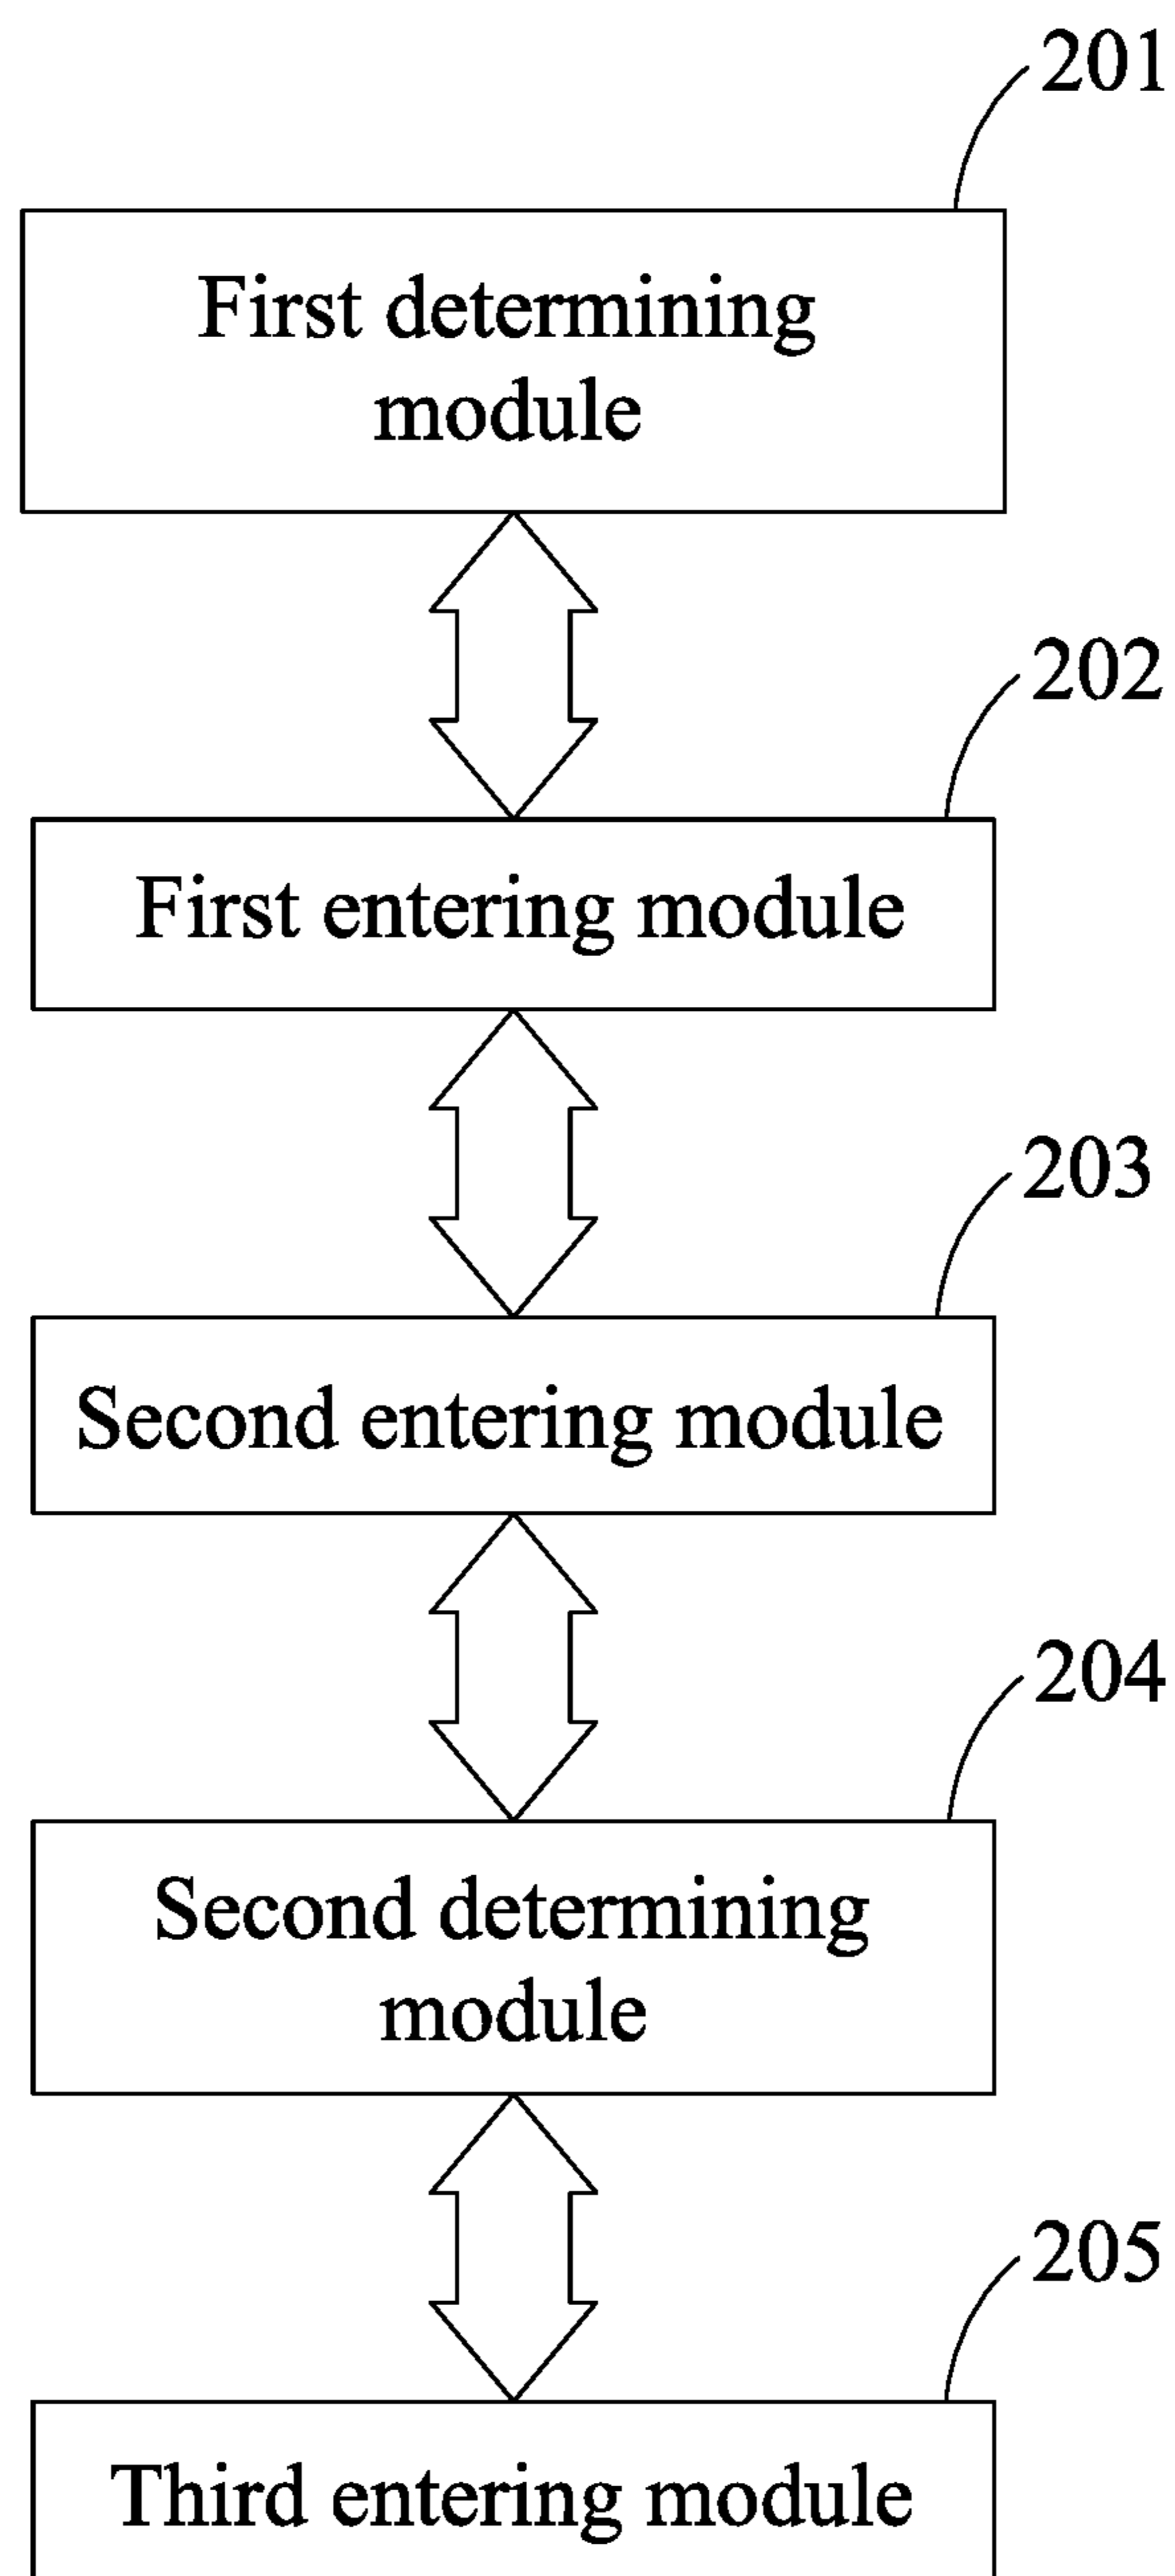 201
First determining
module
202
First entering module
203
Second entering module
204
Second determining
module
205
Third entering module